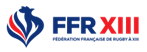 FFR XIII
FÉDÉRATION FRANÇAISE DE RUGBY À XIII